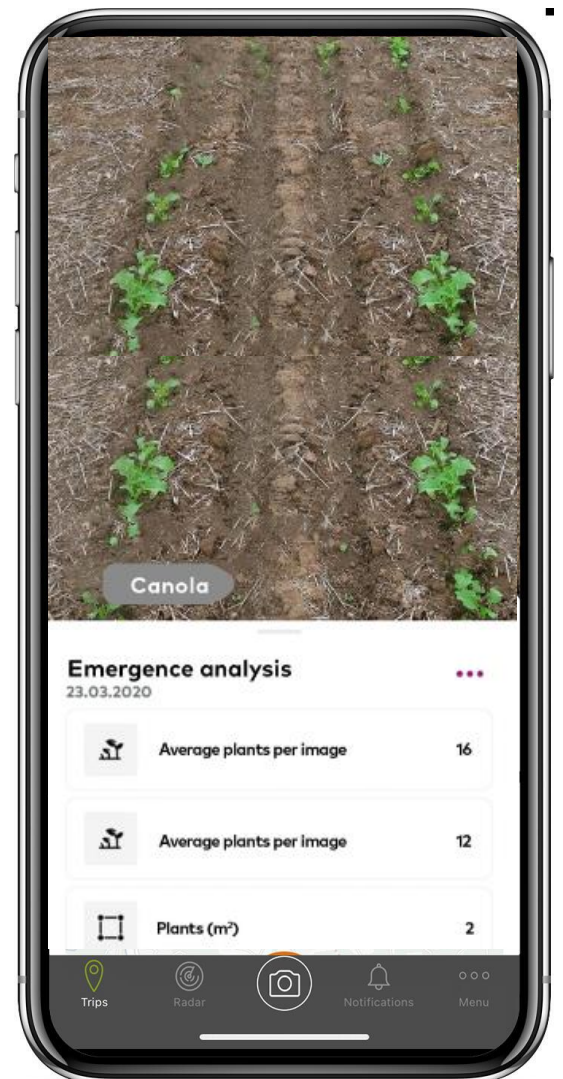 Canola
Emergence analysis
23.03.2020
Average plants per image 16
Average plants per image 12
Plants (m²) 2
Trips Radar Notifications Menu